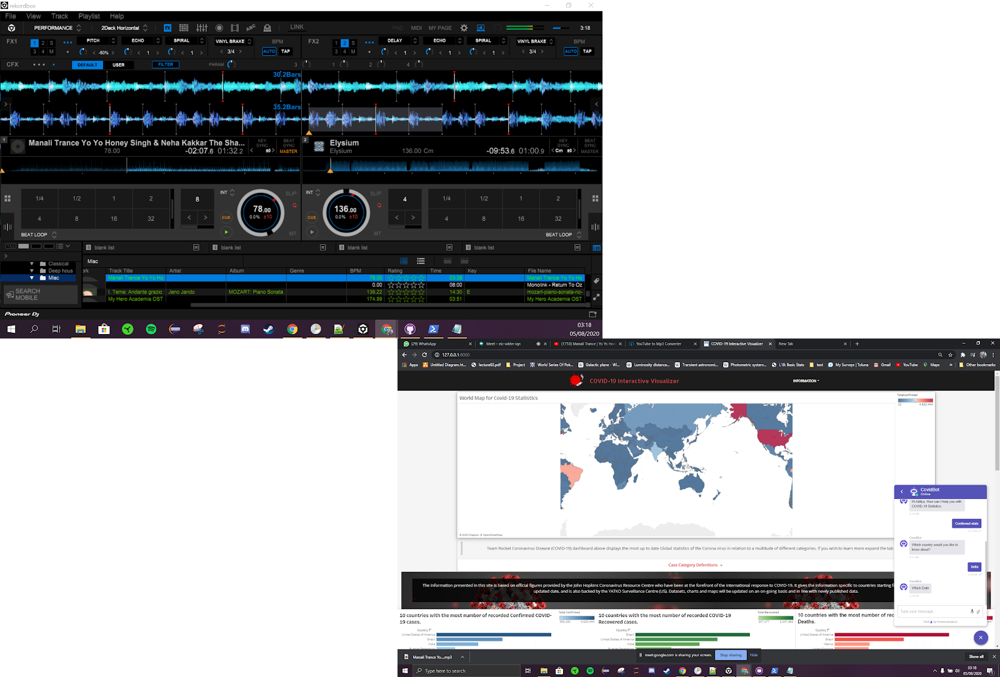 rekordbox
File View Track Playlist Help
PERFORMANCE 2Deck Horizontal FX ABC LINK PAD MIDI MY PAGE 3:18
FX1 1 2 S PITCH ECHO SPIRAL VINYL BRAKE BPM FX2 1 2 S DELAY ECHO SPIRAL VINYL BRAKE BPM
3 4 M -50% 1 1 3/4 AUTO TAP 3 4 M 1 1 1 3/4 AUTO TAP
CFX DEFAULT USER FILTER PARAM 3 1 2 4
30.2Bars
35.2Bars
1 Manali Trance Yo Yo Honey Singh & Neha Kakkar The Sha... KEY SYNC BEAT SYNC 2 Elysium KEY SYNC BEAT SYNC
78.00 -02:07.6 01:32.2 ±0 MASTER Elysium 136.00 Cm -09:53.6 01:00.9 Cm ±0 MASTER
1/4 1/2 1 2 8 INT SLIP INT SLIP 4 1/4 1/2 1 2
78.00 Q 136.00 Q
4 8 16 32 CUE 0.0% ±10 CUE 0.0% ±10 4 8 16 32
BEAT LOOP MT MT BEAT LOOP
TAG blank list blank list blank list blank list
Classical Misc
Deep hous ork Track Title Artist Album Genre BPM Rating Time Key File Name
Misc Manali Trance Yo Yo Ho 78.00 03:39 Manali Trance Yo Yo Ho
0.00 08:00 Monolink - Return To Oz
SEARCH MOBILE I. Tema: Andante grazio Jeno Jando MOZART: Piano Sonata 139.22 14:30 E mozart-piano-sonata-no-
My Hero Academia OST 174.99 03:51 My Hero Academia OST
Pioneer Dj
03:18
05/08/2020
(29) WhatsApp Meet – eic-wkhn-iqn (1753) Manali Trance | Yo Yo Hon YouTube to Mp3 Converter COVID-19 Interactive Visualizer New Tab
127.0.0.1:8000
Apps Untitled Diagram.ht... lecture02.pdf Project World Series Of Pok... Galactic plane - Wi... Luminosity distance... Transient astronomi... Photometric system... L18: Basic Stats text My Surveys | Toluna Gmail YouTube Maps » Other bookmarks
COVID-19 Interactive Visualizer INFORMATION
World Map for Covid-19 Statistics
Totalconfirmed
10 4,620,444
© 2020 Mapbox © OpenStreetMap
Team Rocket Coronavirus Disease (COVID-19) dashboard above displays the most up to date Global statistics of the Corona virus in relation to a multitude of different categories. If you wish to learn more expand the tab
Case Category Defenitions +
The information presented in this site is based on official figures provided by the John Hopkins Coronavirus Resource Centre who have been at the forefront of the international response to COVID-19. It gives the information specific to countries starting f
updated date, and is also backed by the YATKO Surveillance Centre (US). Datasets, charts and maps will be updated on an on-going basis and in line with newly published data.
10 countries with the most number of recorded Confirmed COVID-
19 cases.
Total Confirmed
4,620,444
Country
United States of America
Brazil
India
10 countries with the most number of recorded COVID-19
Recovered cases.
Total Recovered
Country
Brazil
United States of America
India
10 countries with the most number of rec
Deaths.
Country
United States of America
Brazil
Mexico
CovidBot
Online
Hi Aditya, How can I help you with
COVID-19 Statistics
Confirmed stats
CovidBot
Which country would you like to
know about?
India
CovidBot
Which Date
Type your message...
Chat by Kommunicate.io
Manali Trance Yo....mp3 meet.google.com is sharing your screen. Stop sharing Hide Show all
Type here to search
03:18
05/08/2020